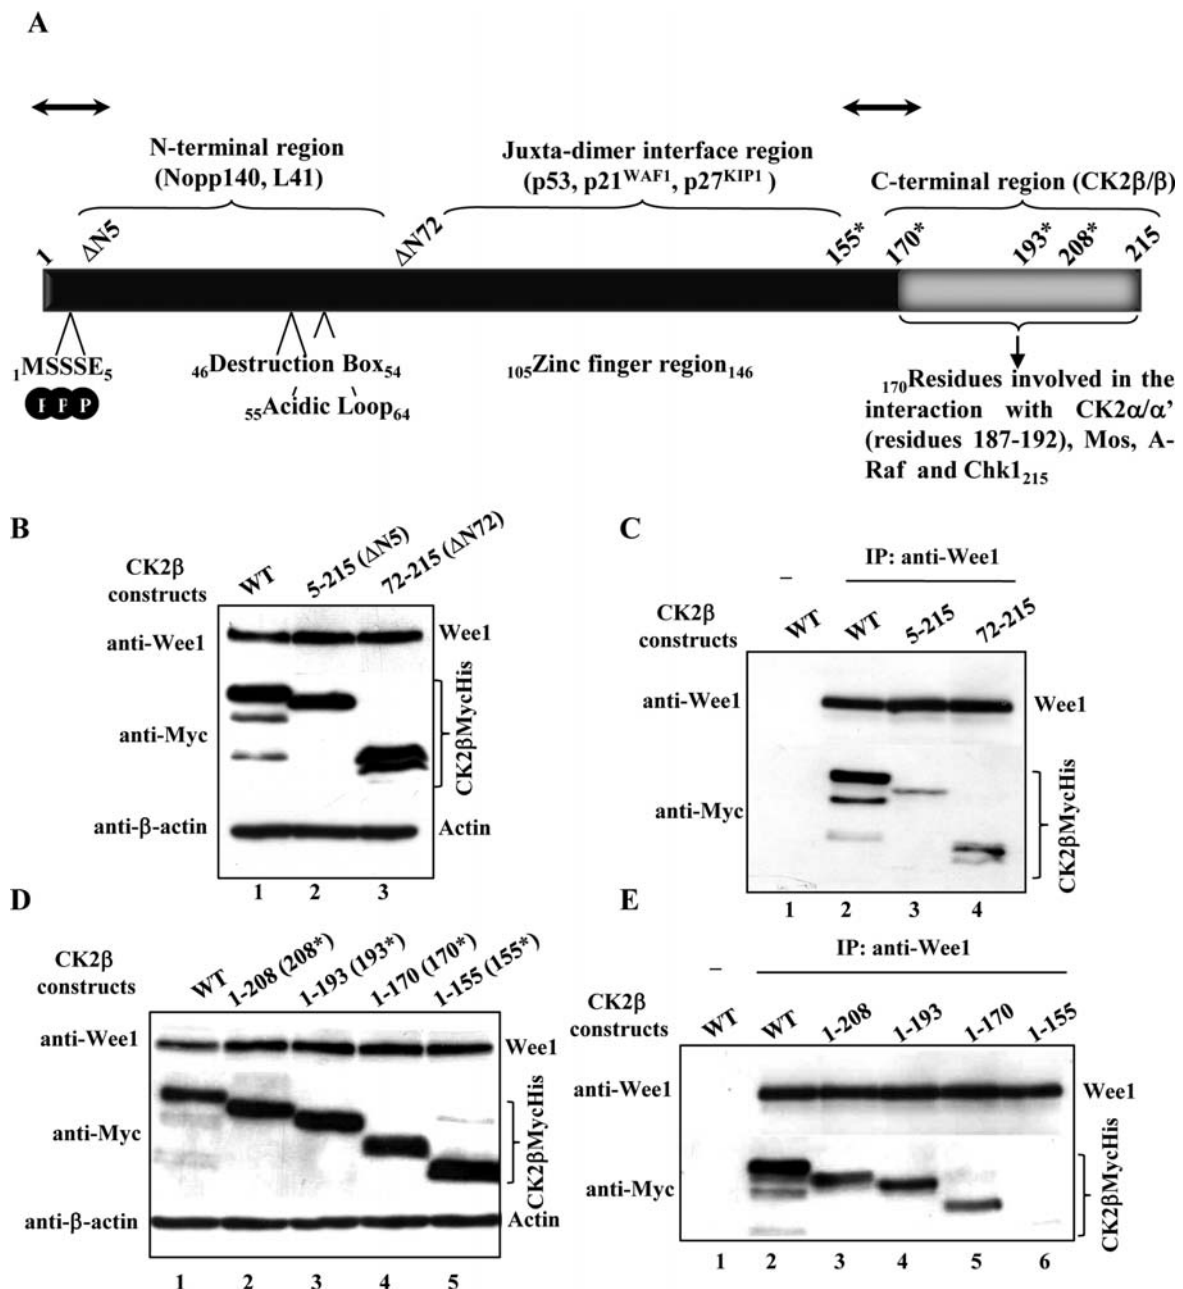 A
N-terminal region
(Nopp140, L41)
Juxta-dimer interface region
(p53, p21WAF1, p27KIP1 )
C-terminal region (CK2β/β)
1
ΔN5
ΔN72
155*
170*
193*
208*
215
1MSSSE5
P P P
46Destruction Box54
55Acidic Loop64
105Zinc finger region146
170Residues involved in the
interaction with CK2α/α’
(residues 187-192), Mos, A-
Raf and Chk1215
B
CK2β
constructs
WT
5-215 (ΔN5)
72-215 (ΔN72)
anti-Wee1
Wee1
anti-Myc
CK2βMycHis
anti-β-actin
Actin
1 2 3
C
IP: anti-Wee1
–
CK2β
constructs
WT
WT
5-215
72-215
anti-Wee1
Wee1
anti-Myc
CK2βMycHis
1 2 3 4
D
CK2β
constructs
WT
1-208 (208*)
1-193 (193*)
1-170 (170*)
1-155 (155*)
anti-Wee1
Wee1
anti-Myc
CK2βMycHis
anti-β-actin
Actin
1 2 3 4 5
E
IP: anti-Wee1
–
CK2β
constructs
WT
WT
1-208
1-193
1-170
1-155
anti-Wee1
Wee1
anti-Myc
CK2βMycHis
1 2 3 4 5 6